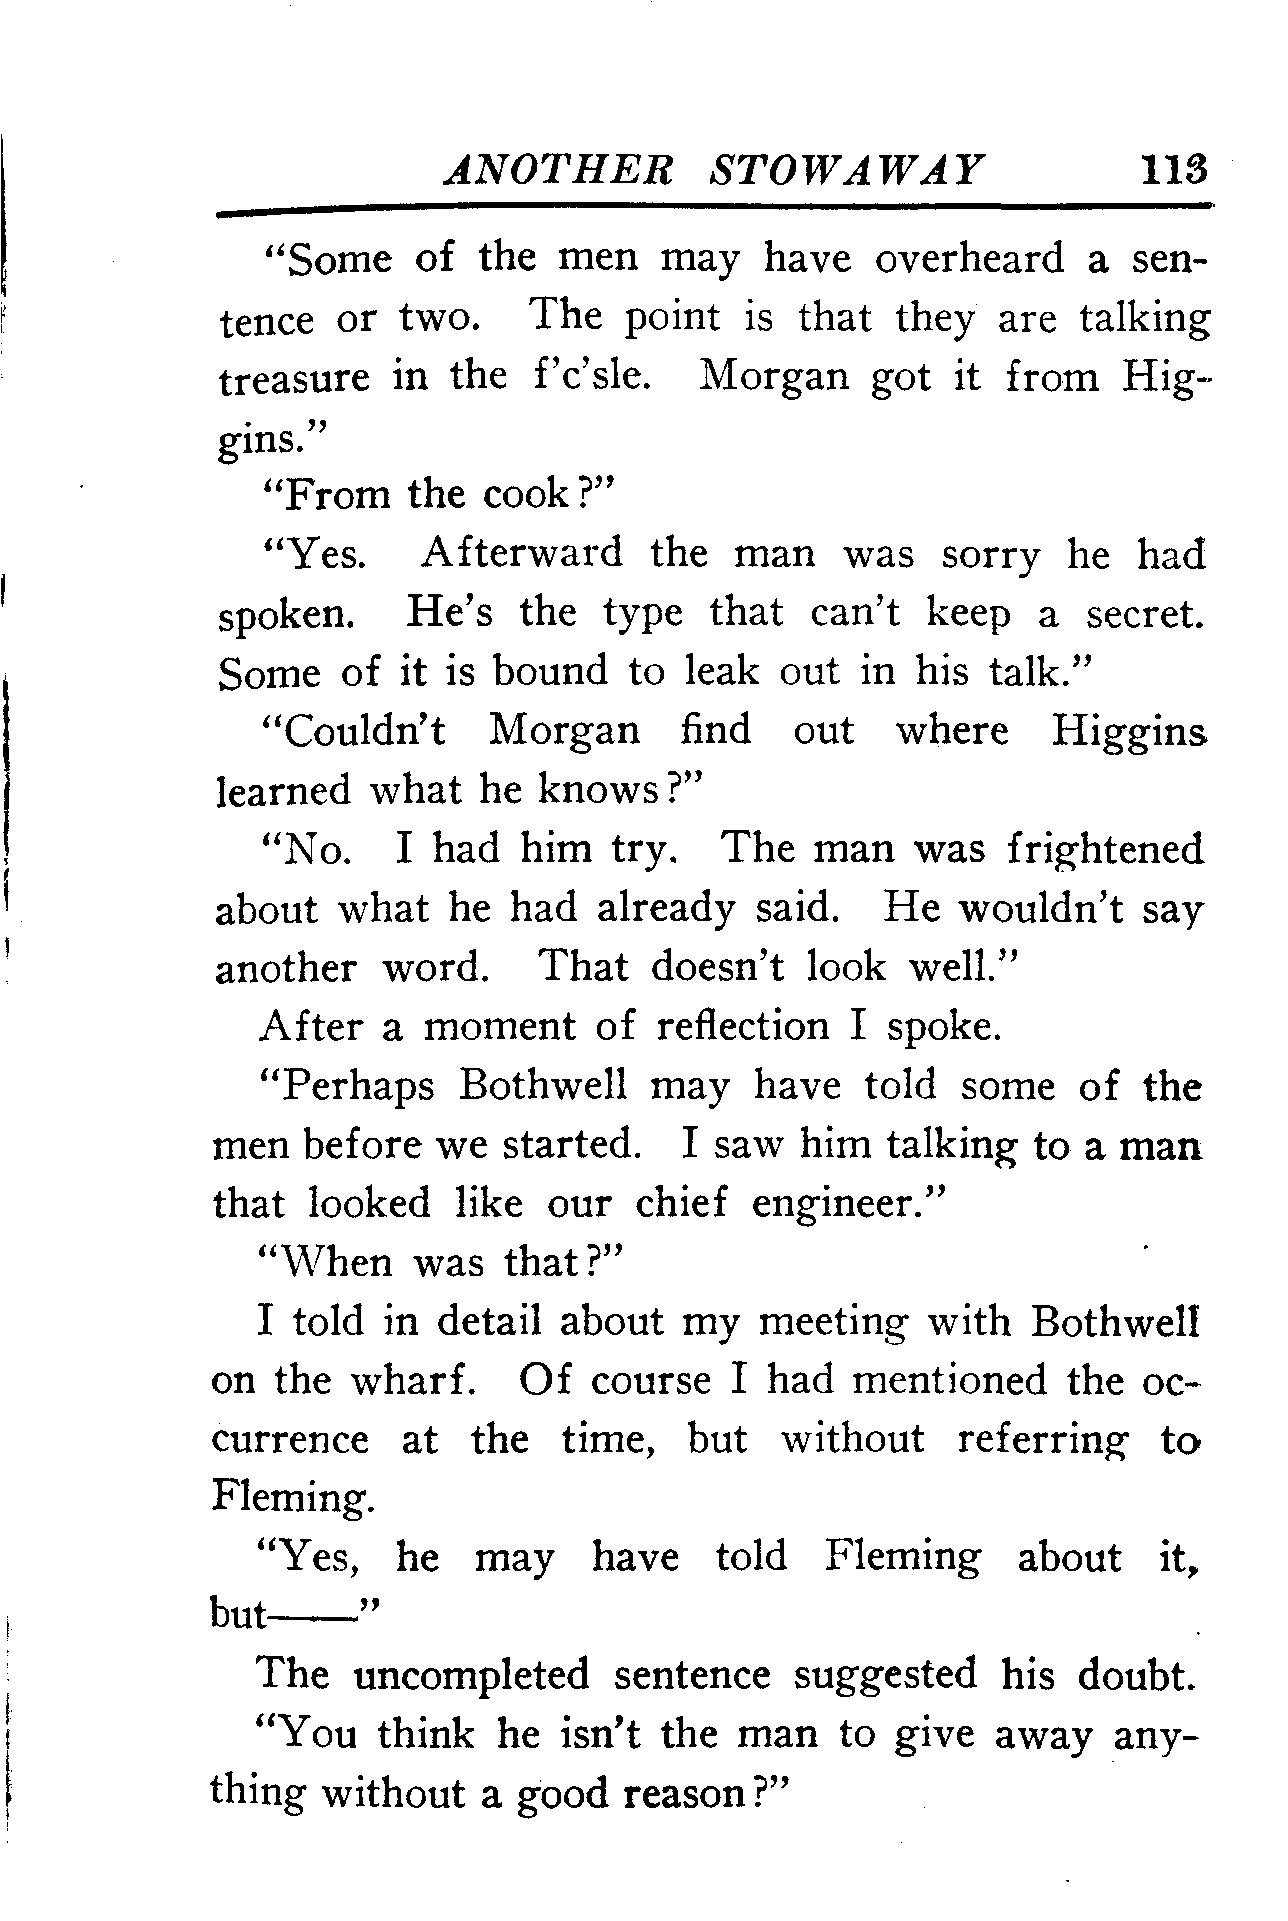 ANOTHER STOWAWAY 113
“Some of the men may have overheard a sen-
tence or two. The point is that they are talking
treasure in the f’c’sle. Morgan got it from Hig-
gins.”
“From the cook?”
“Yes. Afterward the man was sorry he had
spoken. He’s the type that can’t keep a secret.
Some of it is bound to leak out in his talk.”
“Couldn’t Morgan find out where Higgins
learned what he knows?”
“No. I had him try. The man was frightened
about what he had already said. He wouldn’t say
another word. That doesn’t look well.”
After a moment of reflection I spoke.
“Perhaps Bothwell may have told some of the
men before we started. I saw him talking to a man
that looked like our chief engineer.”
“When was that?”
I told in detail about my meeting with Bothwell
on the wharf. Of course I had mentioned the oc-
currence at the time, but without referring to
Fleming.
“Yes, he may have told Fleming about it,
but——”
The uncompleted sentence suggested his doubt.
“You think he isn’t the man to give away any-
thing without a good reason?”